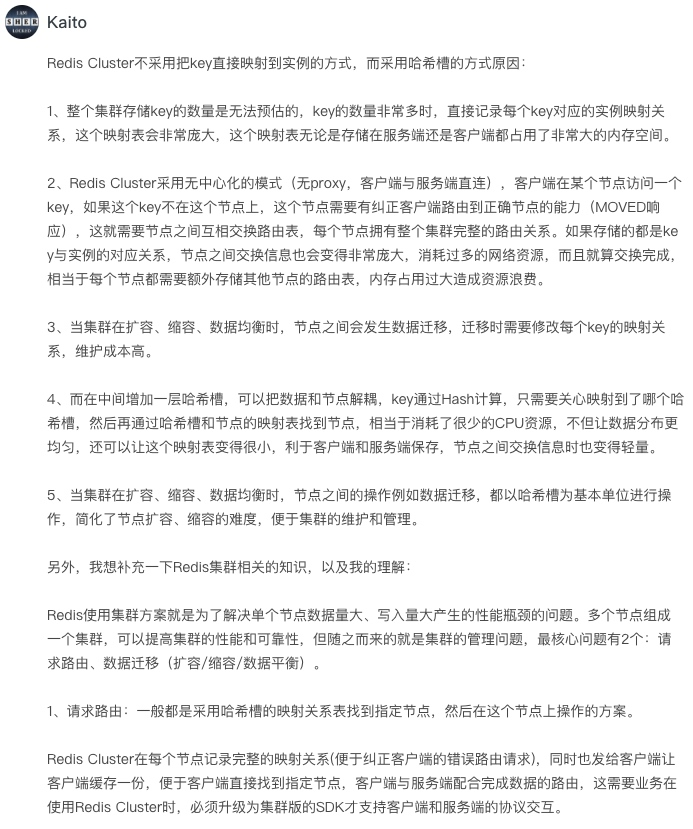 I AM
SHER
LOCKED
Kaito
Redis Cluster不采用把key直接映射到实例的方式，而采用哈希槽的方式原因：
1、整个集群存储key的数量是无法预估的，key的数量非常多时，直接记录每个key对应的实例映射关
系，这个映射表会非常庞大，这个映射表无论是存储在服务端还是客户端都占用了非常大的内存空间。
2、Redis Cluster采用无中心化的模式（无proxy，客户端与服务端直连），客户端在某个节点访问一个
key，如果这个key不在这个节点上，这个节点需要有纠正客户端路由到正确节点的能力（MOVED响
应），这就需要节点之间互相交换路由表，每个节点拥有整个集群完整的路由关系。如果存储的都是ke
y与实例的对应关系，节点之间交换信息也会变得非常庞大，消耗过多的网络资源，而且就算交换完成，
相当于每个节点都需要额外存储其他节点的路由表，内存占用过大造成资源浪费。
3、当集群在扩容、缩容、数据均衡时，节点之间会发生数据迁移，迁移时需要修改每个key的映射关
系，维护成本高。
4、而在中间增加一层哈希槽，可以把数据和节点解耦，key通过Hash计算，只需要关心映射到了哪个哈
希槽，然后再通过哈希槽和节点的映射表找到节点，相当于消耗了很少的CPU资源，不但让数据分布更
均匀，还可以让这个映射表变得很小，利于客户端和服务端保存，节点之间交换信息时也变得轻量。
5、当集群在扩容、缩容、数据均衡时，节点之间的操作例如数据迁移，都以哈希槽为基本单位进行操
作，简化了节点扩容、缩容的难度，便于集群的维护和管理。
另外，我想补充一下Redis集群相关的知识，以及我的理解：
Redis使用集群方案就是为了解决单个节点数据量大、写入量大产生的性能瓶颈的问题。多个节点组成
一个集群，可以提高集群的性能和可靠性，但随之而来的就是集群的管理问题，最核心问题有2个：请
求路由、数据迁移（扩容/缩容/数据平衡）。
1、请求路由：一般都是采用哈希槽的映射关系表找到指定节点，然后在这个节点上操作的方案。
Redis Cluster在每个节点记录完整的映射关系(便于纠正客户端的错误路由请求)，同时也发给客户端让
客户端缓存一份，便于客户端直接找到指定节点，客户端与服务端配合完成数据的路由，这需要业务在
使用Redis Cluster时，必须升级为集群版的SDK才支持客户端和服务端的协议交互。